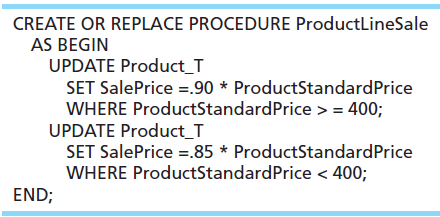 CREATE OR REPLACE PROCEDURE ProductLineSale
AS BEGIN
UPDATE Product_T
SET SalePrice =.90 * ProductStandardPrice
WHERE ProductStandardPrice > = 400;
UPDATE Product_T
SET SalePrice =.85 * ProductStandardPrice
WHERE ProductStandardPrice < 400;
END;